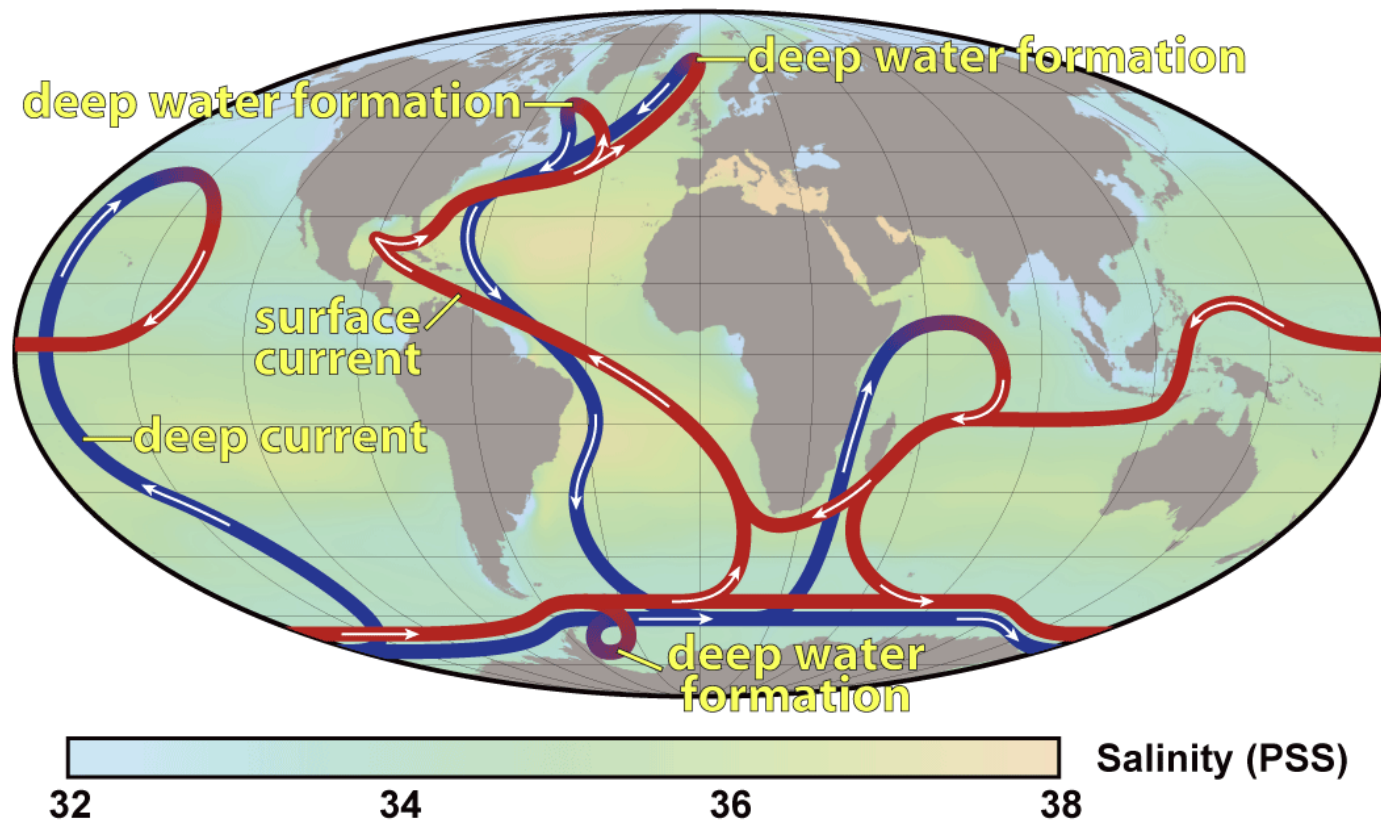 deep water formation
deep water formation
surface
current
deep current
deep water
formation
Salinity (PSS)
32 34 36 38